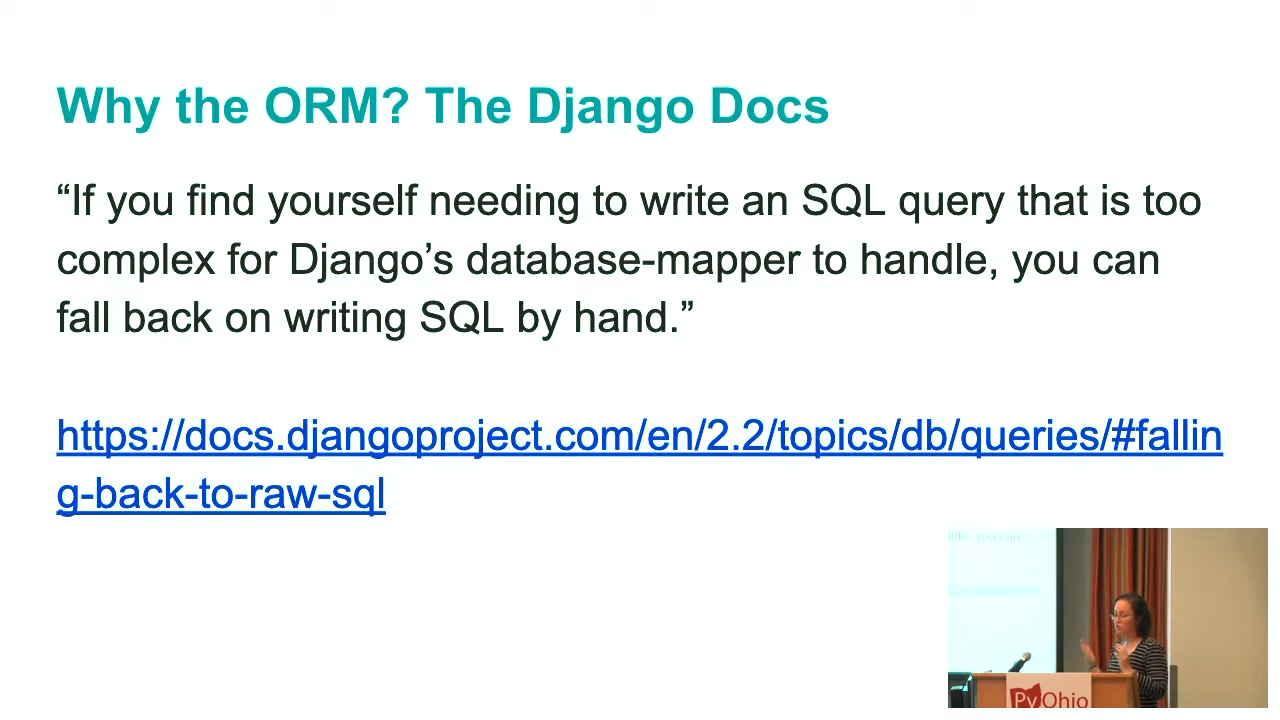 Why the ORM? The Django Docs
“If you find yourself needing to write an SQL query that is too
complex for Django’s database-mapper to handle, you can
fall back on writing SQL by hand.”
https://docs.djangoproject.com/en/2.2/topics/db/queries/#fallin
g-back-to-raw-sql
you can
PyOhio